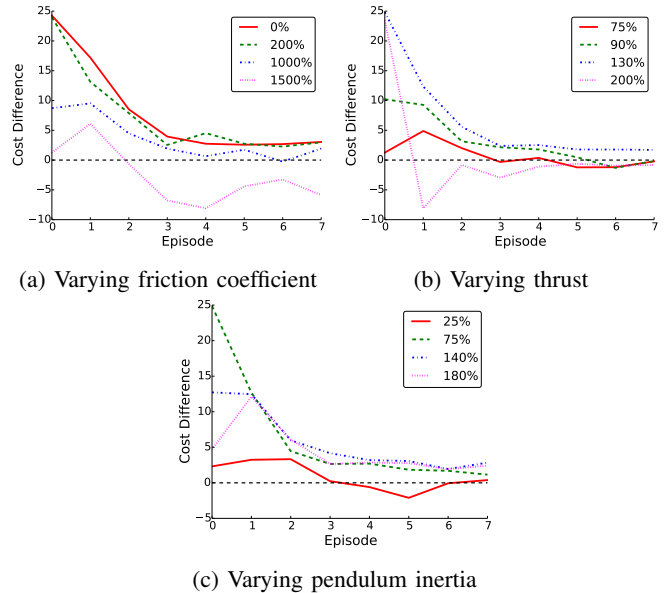 25
20
15
10
5
0
−5
−10
Cost Difference
0 1 2 3 4 5 6 7
Episode
0%
200%
1000%
1500%
(a) Varying friction coefficient
25
20
15
10
5
0
−5
−10
Cost Difference
0 1 2 3 4 5 6 7
Episode
75%
90%
130%
200%
(b) Varying thrust
25
20
15
10
5
0
−5
Cost Difference
0 1 2 3 4 5 6 7
Episode
25%
75%
140%
180%
(c) Varying pendulum inertia